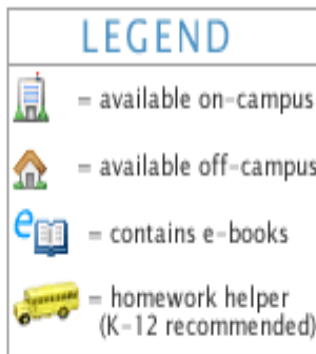 LEGEND
= available on-campus
= available off-campus
e = contains e-books
= homework helper
(K-12 recommended)